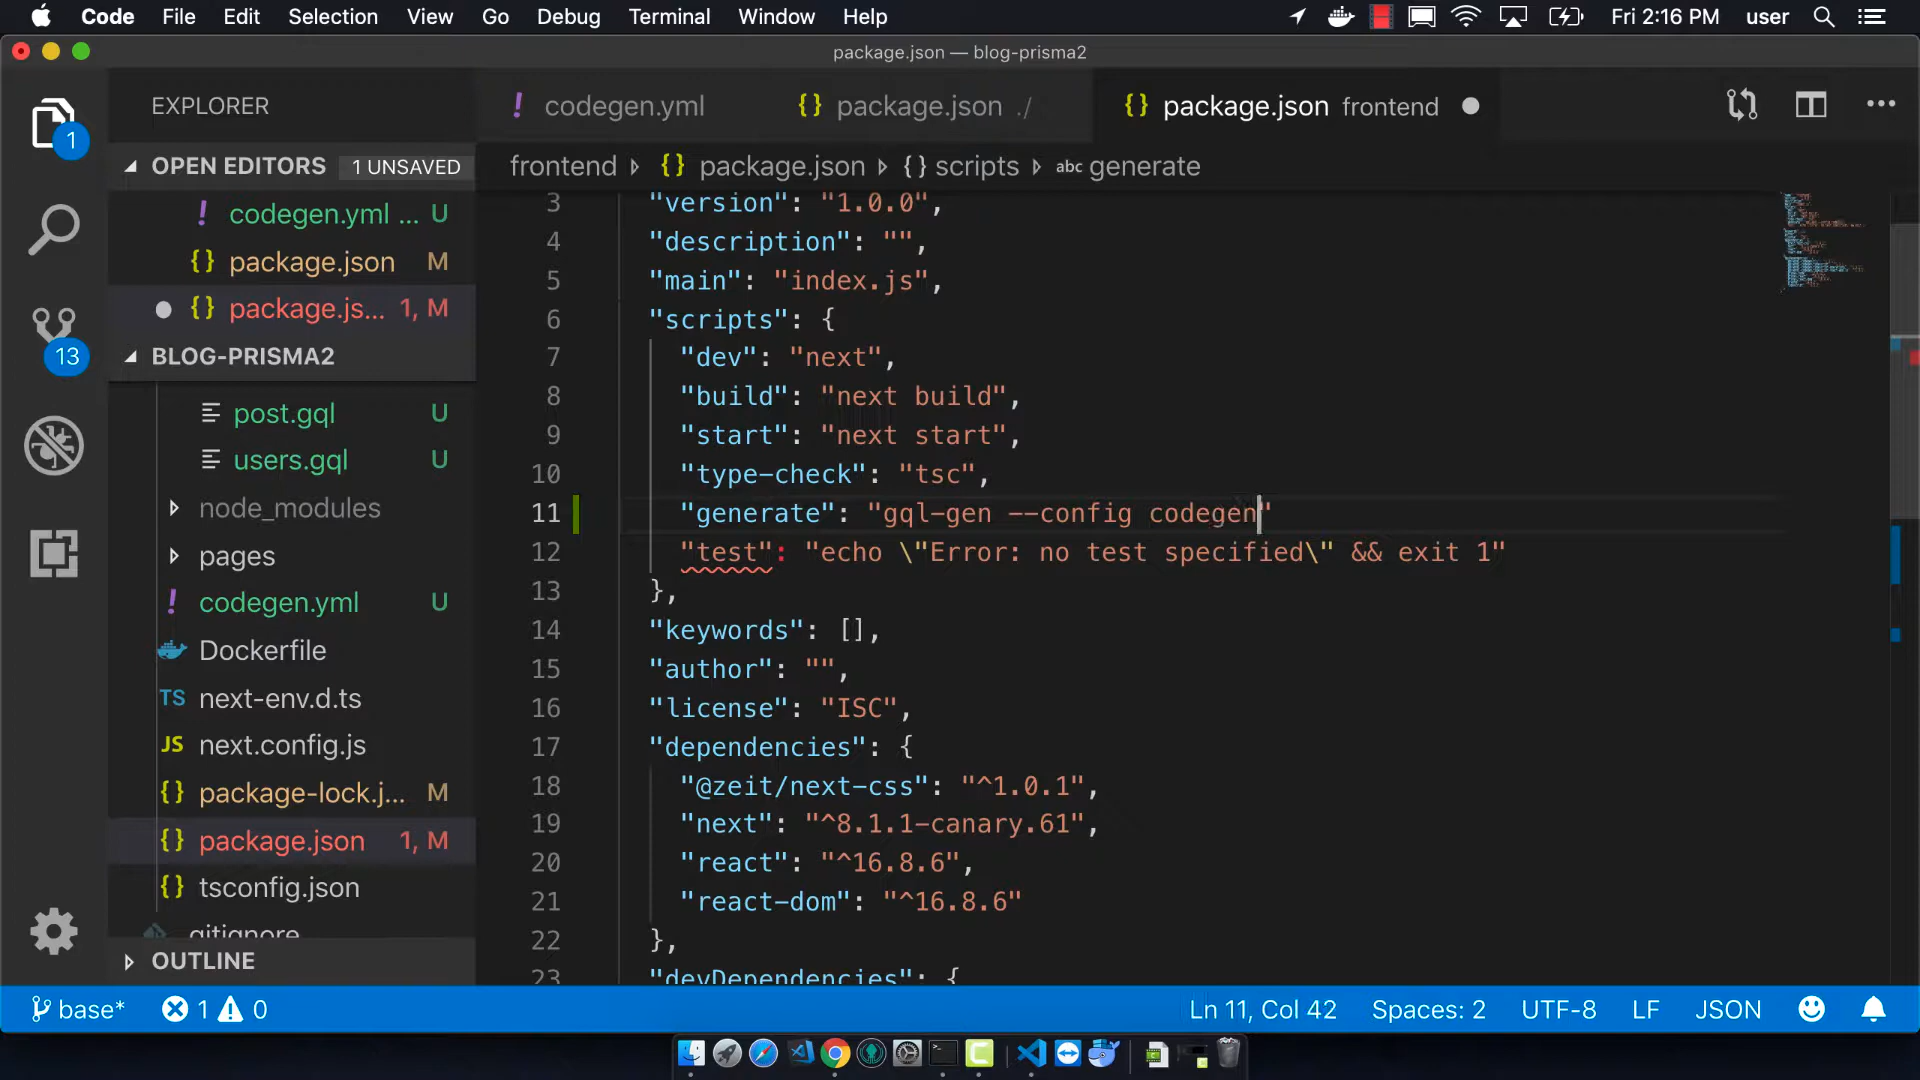 Code File Edit Selection View Go Debug Terminal Window Help Fri 2:16 PM user
package.json — blog-prisma2
EXPLORER
codegen.yml package.json ./ package.json frontend
OPEN EDITORS 1 UNSAVED
codegen.yml ... U
package.json M
package.js... 1, M
BLOG-PRISMA2
post.gql U
users.gql U
node_modules
pages
codegen.yml U
Dockerfile
TS next-env.d.ts
JS next.config.js
package-lock.j... M
package.json 1, M
tsconfig.json
.gitignore
OUTLINE
1
13
frontend package.json {} scripts abc generate
3 "version": "1.0.0",
4 "description": "",
5 "main": "index.js",
6 "scripts": {
7 "dev": "next",
8 "build": "next build",
9 "start": "next start",
10 "type-check": "tsc",
11 "generate": "gql-gen --config codegen"
12 "test": "echo \"Error: no test specified\" && exit 1"
13 },
14 "keywords": [],
15 "author": "",
16 "license": "ISC",
17 "dependencies": {
18 "@zeit/next-css": "^1.0.1",
19 "next": "^8.1.1-canary.61",
20 "react": "^16.8.6",
21 "react-dom": "^16.8.6"
22 },
23 "devDependencies": {
base* 1 0 Ln 11, Col 42 Spaces: 2 UTF-8 LF JSON